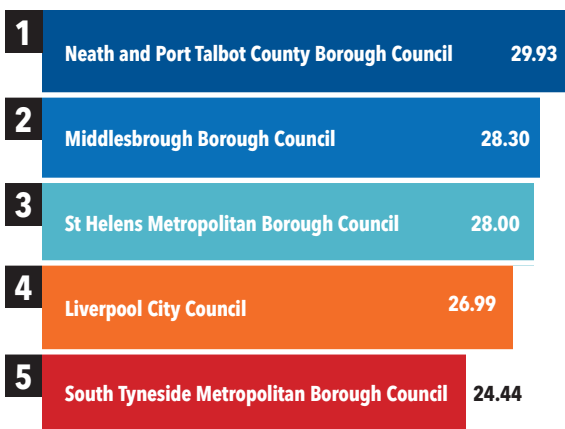 1
Neath and Port Talbot County Borough Council 29.93
2
Middlesbrough Borough Council 28.30
3
St Helens Metropolitan Borough Council 28.00
4
Liverpool City Council 26.99
5
South Tyneside Metropolitan Borough Council 24.44